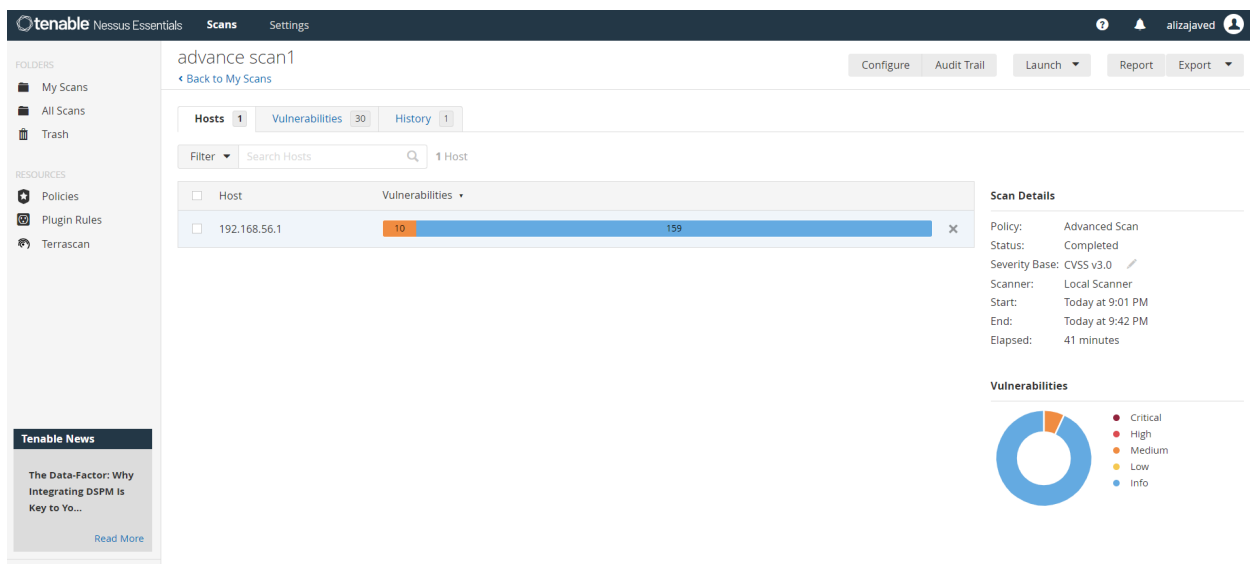 tenable Nessus Essentials Scans Settings alizajaved
FOLDERS
My Scans
All Scans
Trash
RESOURCES
Policies
Plugin Rules
Terrascan
Tenable News
The Data-Factor: Why
Integrating DSPM Is
Key to Yo...
Read More
advance scan1
Back to My Scans
Configure Audit Trail Launch Report Export
Hosts 1 Vulnerabilities 30 History 1
Filter Search Hosts 1 Host
Host Vulnerabilities
192.168.56.1 10 159
Scan Details
Policy: Advanced Scan
Status: Completed
Severity Base: CVSS v3.0
Scanner: Local Scanner
Start: Today at 9:01 PM
End: Today at 9:42 PM
Elapsed: 41 minutes
Vulnerabilities
Critical
High
Medium
Low
Info